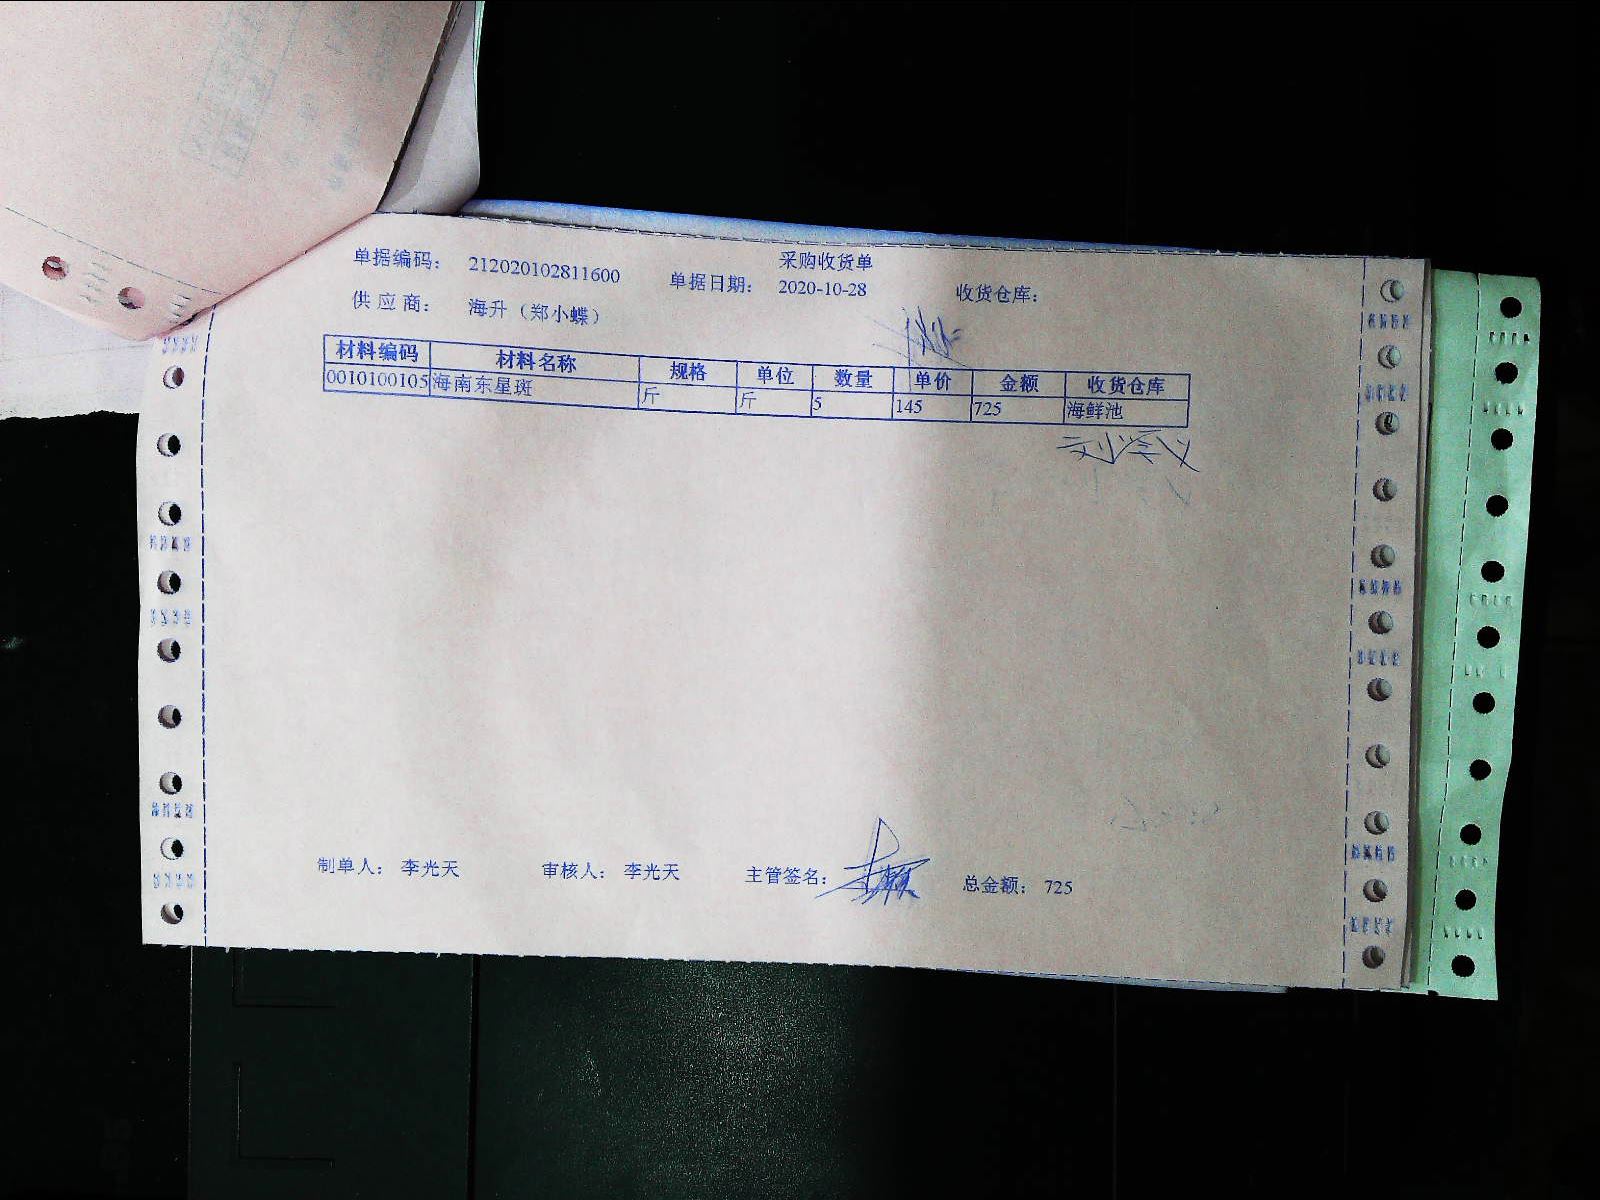 采购收货单
单据编码： 212020102811600 单据日期： 2020-10-28 收货仓库：
供 应 商： 海升（郑小蝶）
材料编码 材料名称 规格 单位 数量 单价 金额 收货仓库
0010100105 海南东星斑 斤 斤 5 145 725 海鲜池
制单人： 李光天 审核人： 李光天 主管签名： 总金额： 725